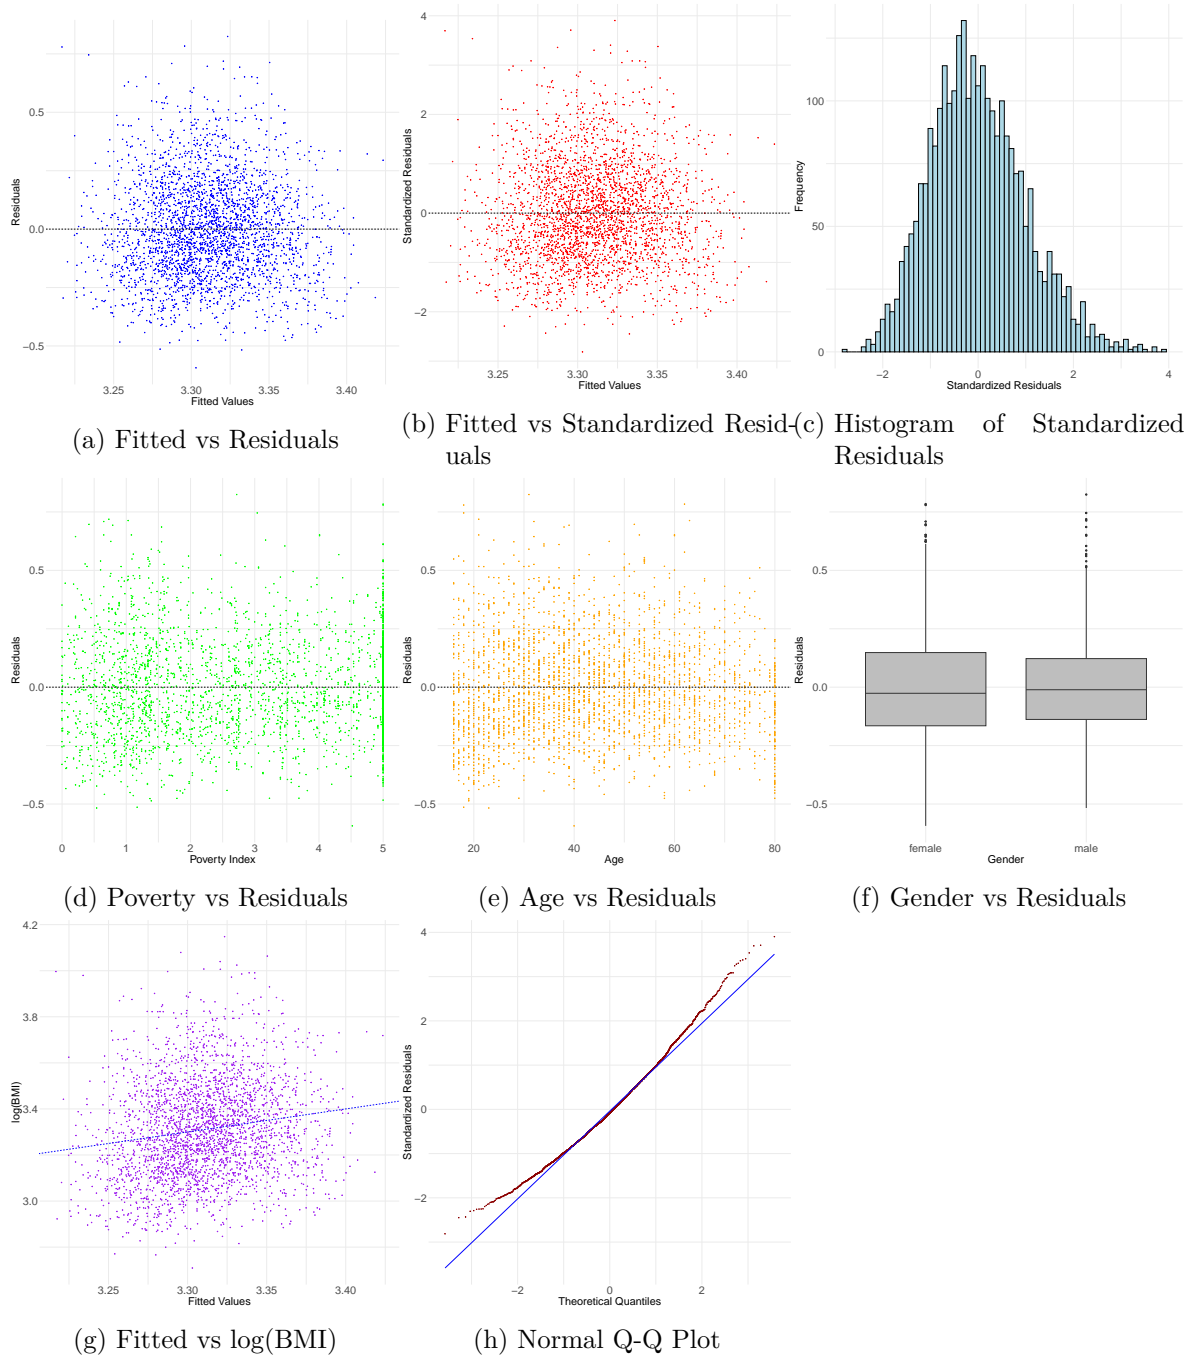 0.5
0.0
−0.5
Residuals
3.25
3.30
3.35
3.40
Fitted Values
(a) Fitted vs Residuals
4
2
0
−2
Standardized Residuals
3.25
3.30
3.35
3.40
Fitted Values
(b) Fitted vs Standardized Resid-
uals
100
50
0
Frequency
−2
0
2
4
Standardized Residuals
(c) Histogram of Standardized
Residuals
0.5
0.0
−0.5
Residuals
0
1
2
3
4
5
Poverty Index
(d) Poverty vs Residuals
0.5
0.0
−0.5
Residuals
20
40
60
80
Age
(e) Age vs Residuals
0.5
0.0
−0.5
Residuals
female
male
Gender
(f) Gender vs Residuals
4.2
3.8
3.4
3.0
log(BMI)
3.25
3.30
3.35
3.40
Fitted Values
(g) Fitted vs log(BMI)
4
2
0
−2
Standardized Residuals
−2
0
2
Theoretical Quantiles
(h) Normal Q-Q Plot